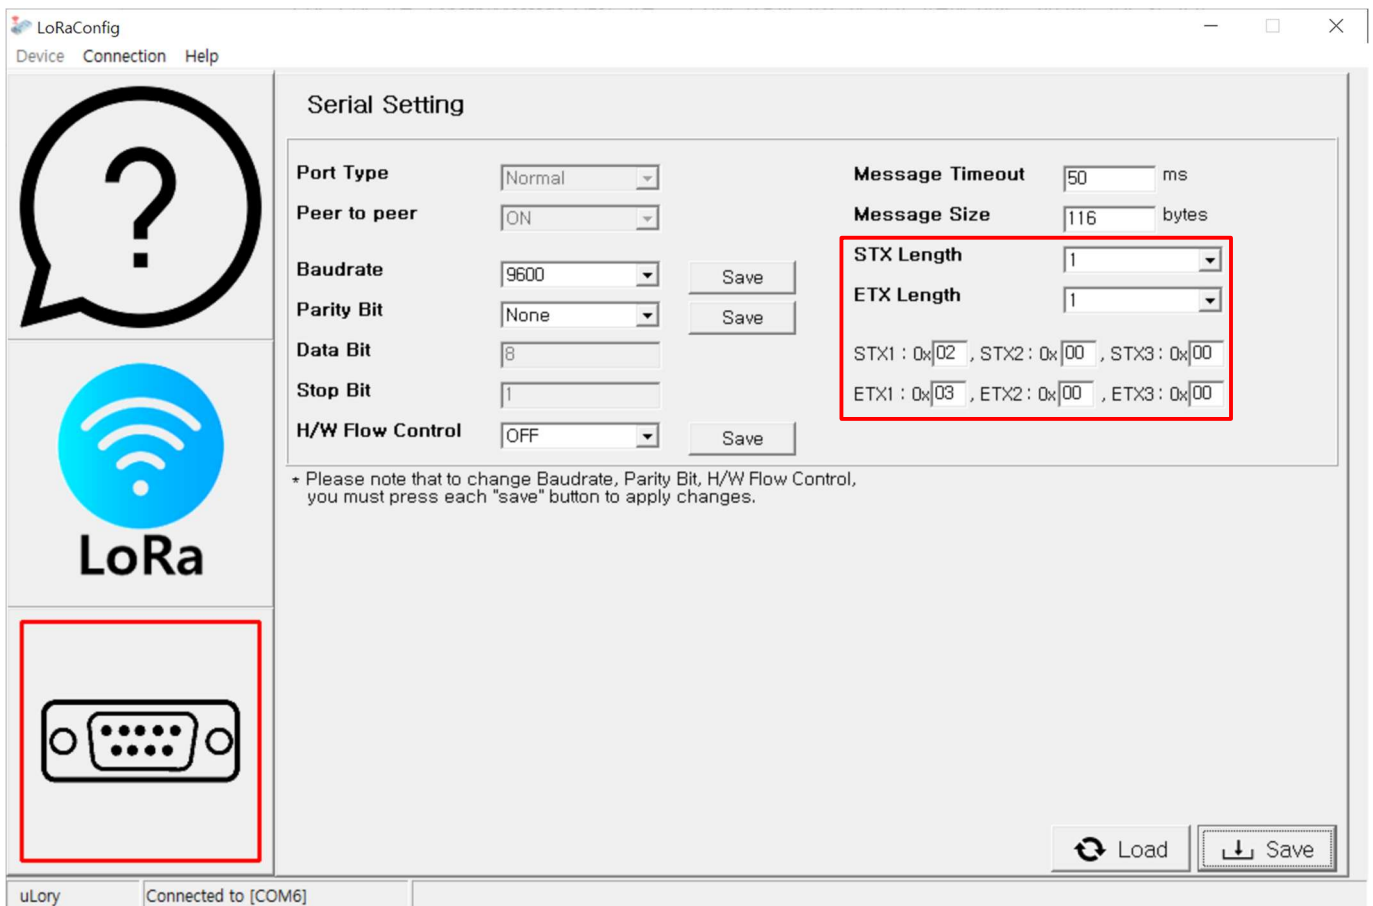 LoRaConfig
Device Connection Help
Serial Setting
Port Type Normal
Peer to peer ON
Baudrate 9600 Save
Parity Bit None Save
Data Bit 8
Stop Bit 1
H/W Flow Control OFF Save
Message Timeout 50 ms
Message Size 116 bytes
STX Length 1
ETX Length 1
STX1 : 0x 02 , STX2 : 0x 00 , STX3 : 0x 00
ETX1 : 0x 03 , ETX2 : 0x 00 , ETX3 : 0x 00
* Please note that to change Baudrate, Parity Bit, H/W Flow Control,
you must press each "save" button to apply changes.
?
LoRa
Load Save
uLory Connected to [COM6]